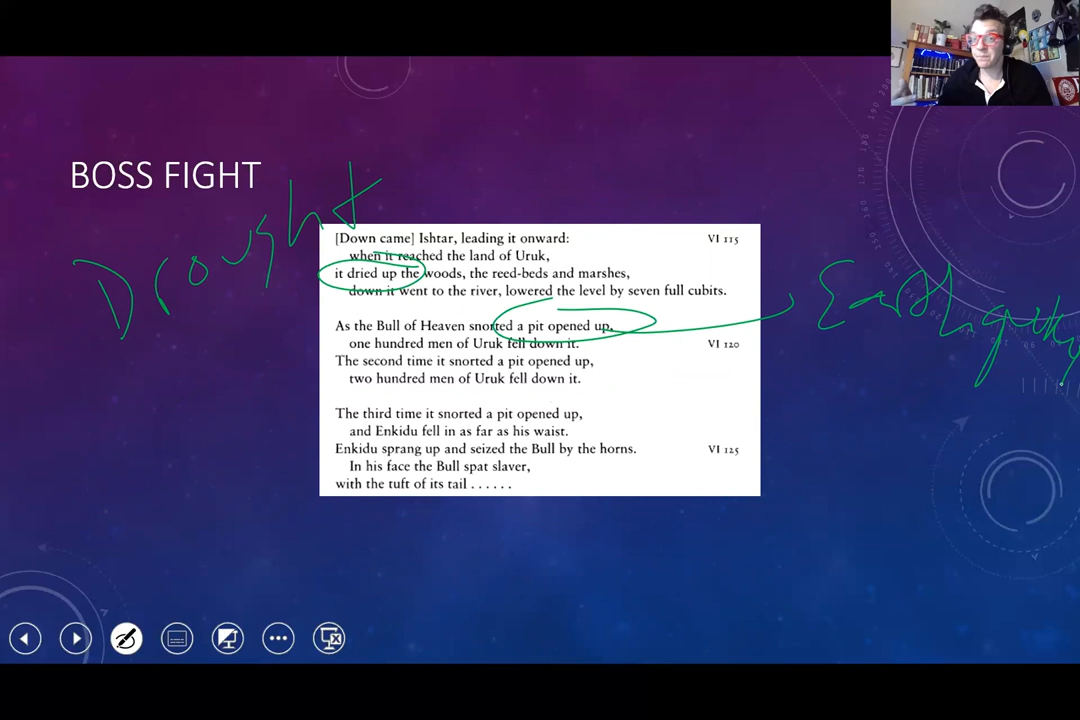 BOSS FIGHT
Drought
[Down came] Ishtar, leading it onward: VI 115
when it reached the land of Uruk,
it dried up the woods, the reed-beds and marshes,
down it went to the river, lowered the level by seven full cubits.
As the Bull of Heaven snorted a pit opened up,
one hundred men of Uruk fell down it. VI 120
The second time it snorted a pit opened up,
two hundred men of Uruk fell down it.
The third time it snorted a pit opened up,
and Enkidu fell in as far as his waist.
Enkidu sprang up and seized the Bull by the horns. VI 125
In his face the Bull spat slaver,
with the tuft of its tail . . . . . .
Earthquake